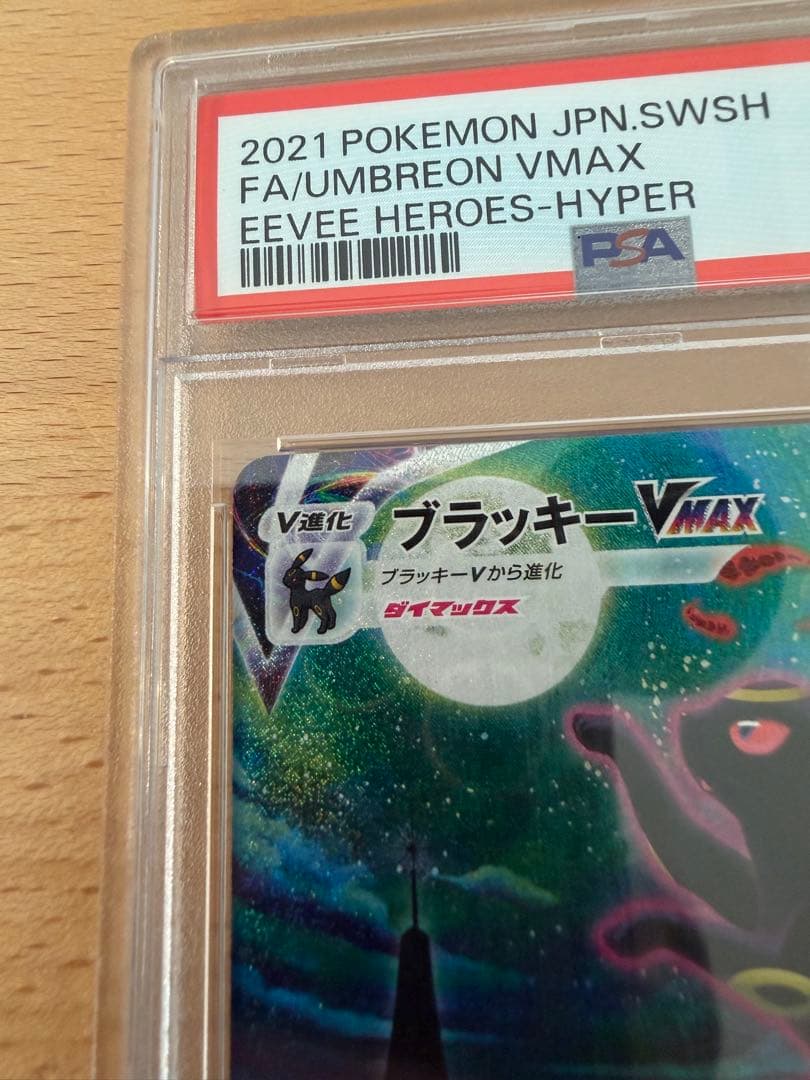 2021 POKEMON JPN.SWSH
FA/UMBREON VMAX
EEVEE HEROES-HYPER
PSA
V進化
ブラッキーVMAX
ブラッキーVから進化
ダイマックス